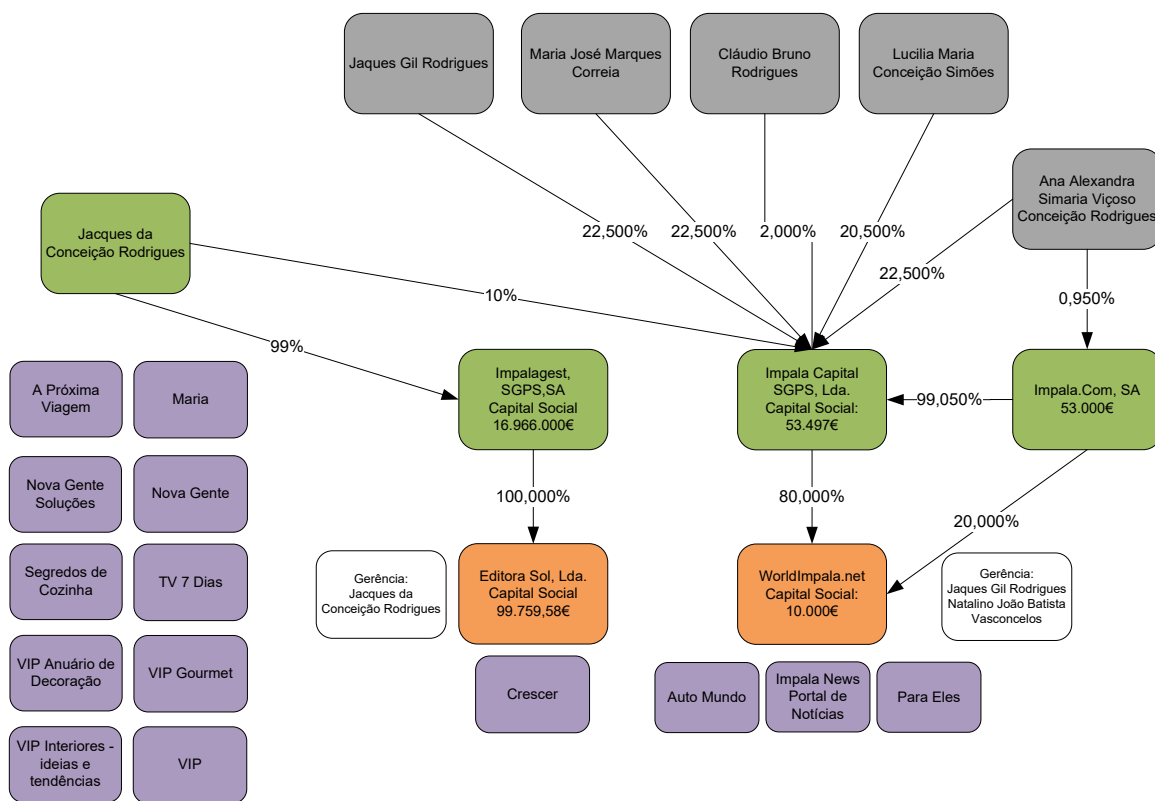 Jaques Gil Rodrigues
Maria José Marques
Correia
Cláudio Bruno
Rodrigues
Lucilia Maria
Conceição Simões
Ana Alexandra
Simaria Viçoso
Conceição Rodrigues
Jacques da
Conceição Rodrigues
22,500%
22,500%
2,000%
20,500%
22,500%
10%
0,950%
99%
A Próxima
Viagem
Maria
Impalagest,
SGPS,SA
Capital Social
16.966.000€
Impala Capital
SGPS, Lda.
Capital Social:
53.497€
99,050%
Impala.Com, SA
53.000€
Nova Gente
Soluções
Nova Gente
100,000%
80,000%
20,000%
Segredos de
Cozinha
TV 7 Dias
Gerência:
Jacques da
Conceição Rodrigues
Editora Sol, Lda.
Capital Social
99.759,58€
WorldImpala.net
Capital Social:
10.000€
Gerência:
Jaques Gil Rodrigues
Natalino João Batista
Vasconcelos
VIP Anuário de
Decoração
VIP Gourmet
Crescer
Auto Mundo
Impala News
Portal de
Notícias
Para Eles
VIP Interiores -
ideias e
tendências
VIP